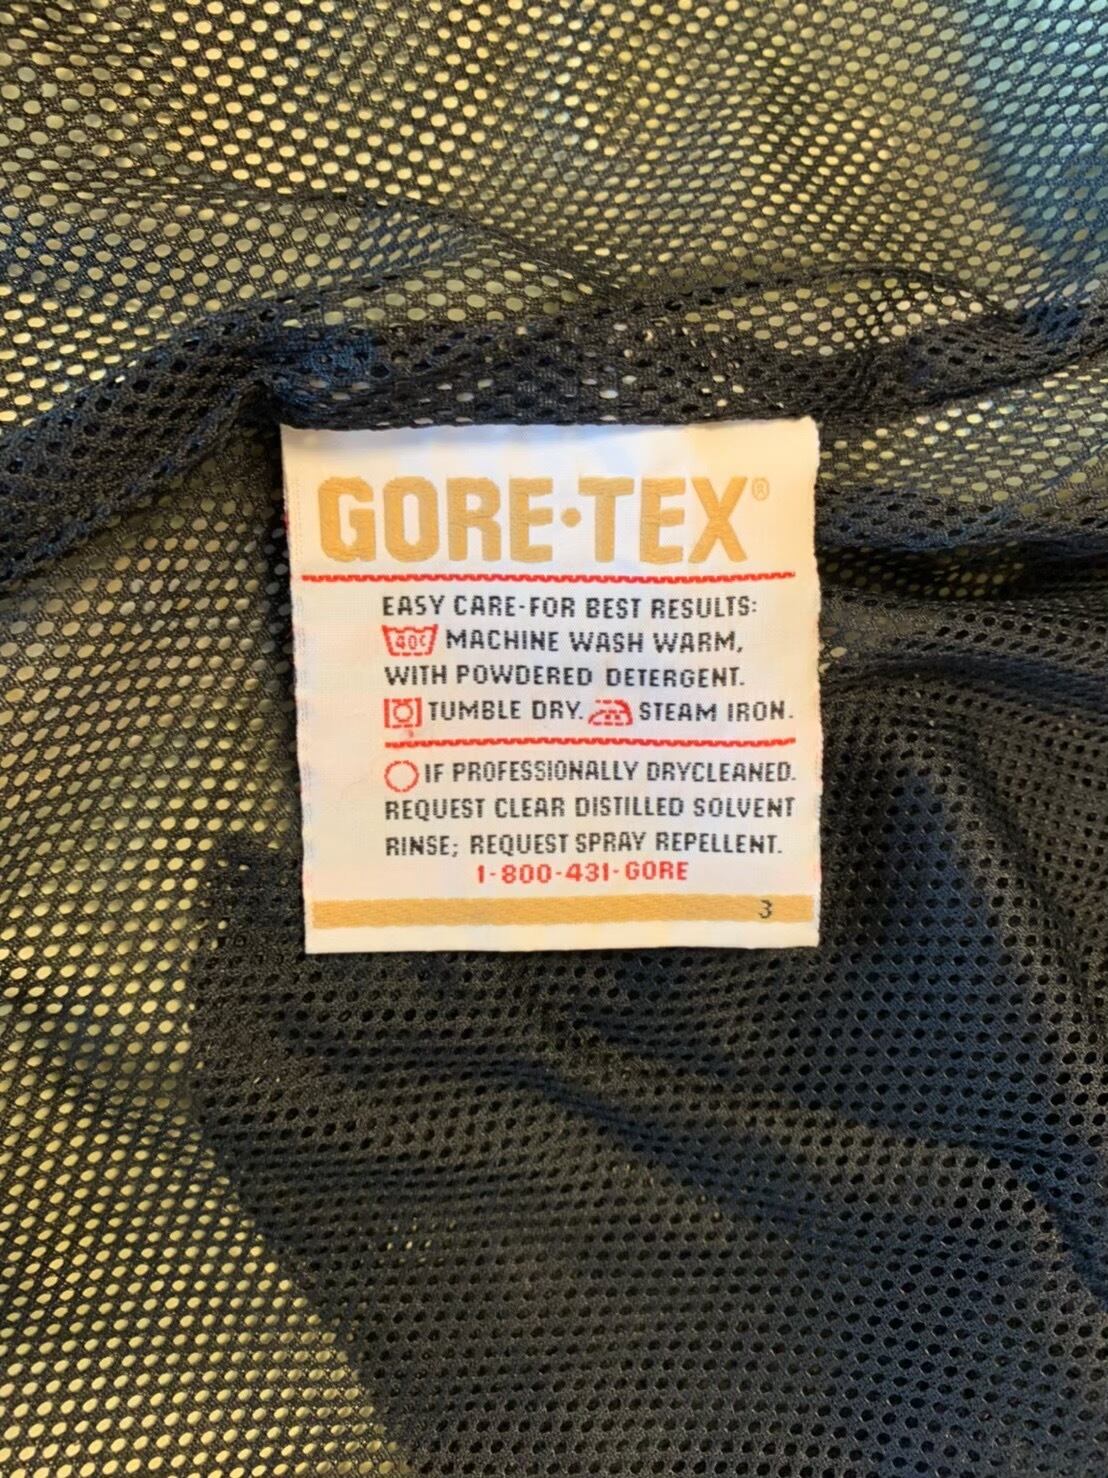 GORE·TEX®
EASY CARE-FOR BEST RESULTS:
40C MACHINE WASH WARM,
WITH POWDERED DETERGENT.
TUMBLE DRY. STEAM IRON.
IF PROFESSIONALLY DRYCLEANED.
REQUEST CLEAR DISTILLED SOLVENT
RINSE; REQUEST SPRAY REPELLENT.
1-800-431-GORE
3